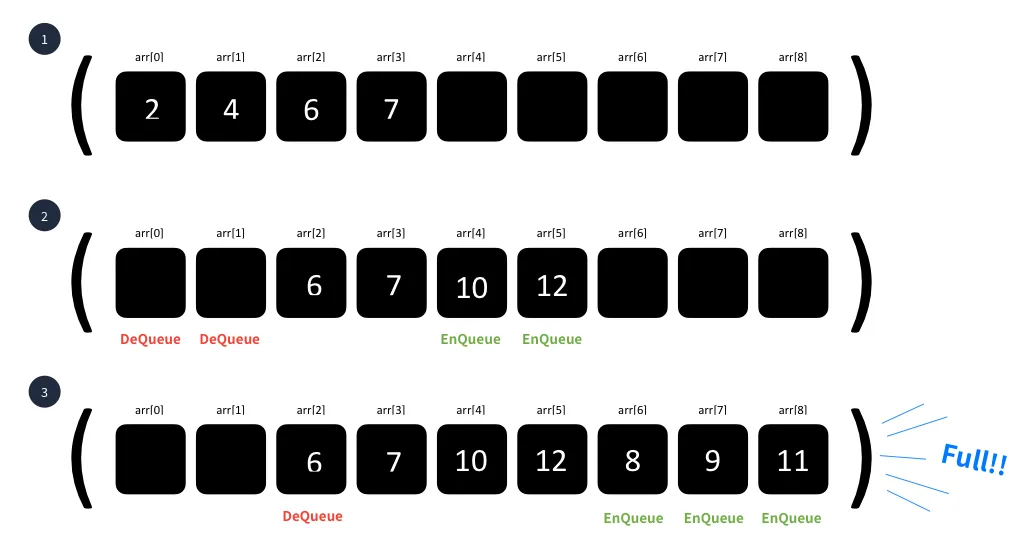 1
arr[0] arr[1] arr[2] arr[3] arr[4] arr[5] arr[6] arr[7] arr[8]
( 2 4 6 7 )
2
arr[0] arr[1] arr[2] arr[3] arr[4] arr[5] arr[6] arr[7] arr[8]
( 6 7 10 12 )
DeQueue DeQueue EnQueue EnQueue
3
arr[0] arr[1] arr[2] arr[3] arr[4] arr[5] arr[6] arr[7] arr[8]
( 6 7 10 12 8 9 11 ) Full!!
DeQueue EnQueue EnQueue EnQueue